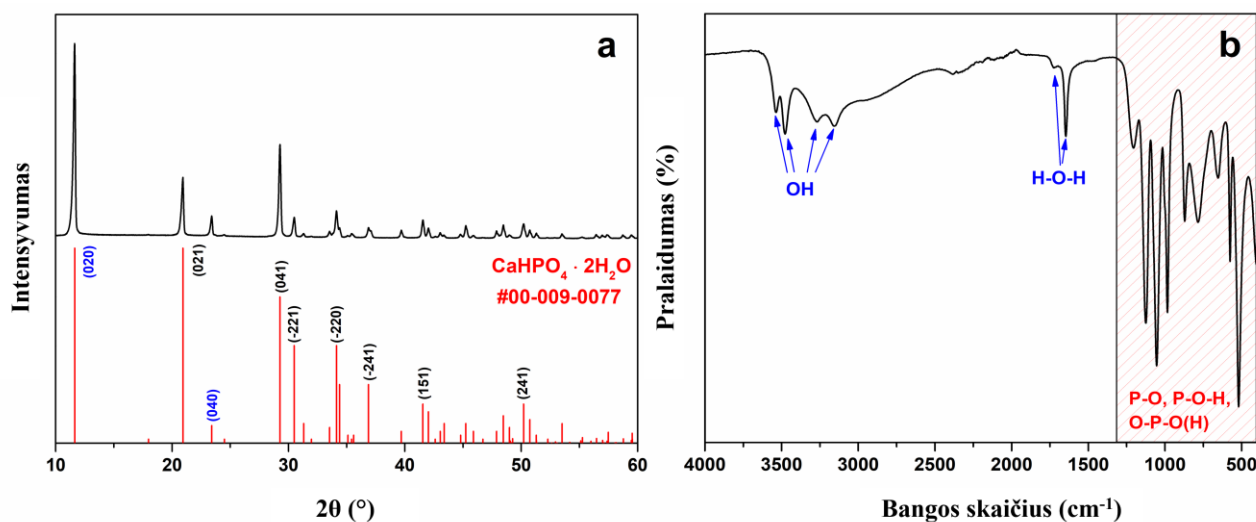 a
Intensyvumas
(020)
(021)
(040)
(041)
(-221)
(-220)
(-241)
(151)
(241)
CaHPO₄ · 2H₂O
#00-009-0077
10 20 30 40 50 60
2θ (°)
b
Pralaidumas (%)
OH
H-O-H
P-O, P-O-H,
O-P-O(H)
4000 3500 3000 2500 2000 1500 1000 500
Bangos skaičius (cm⁻¹)